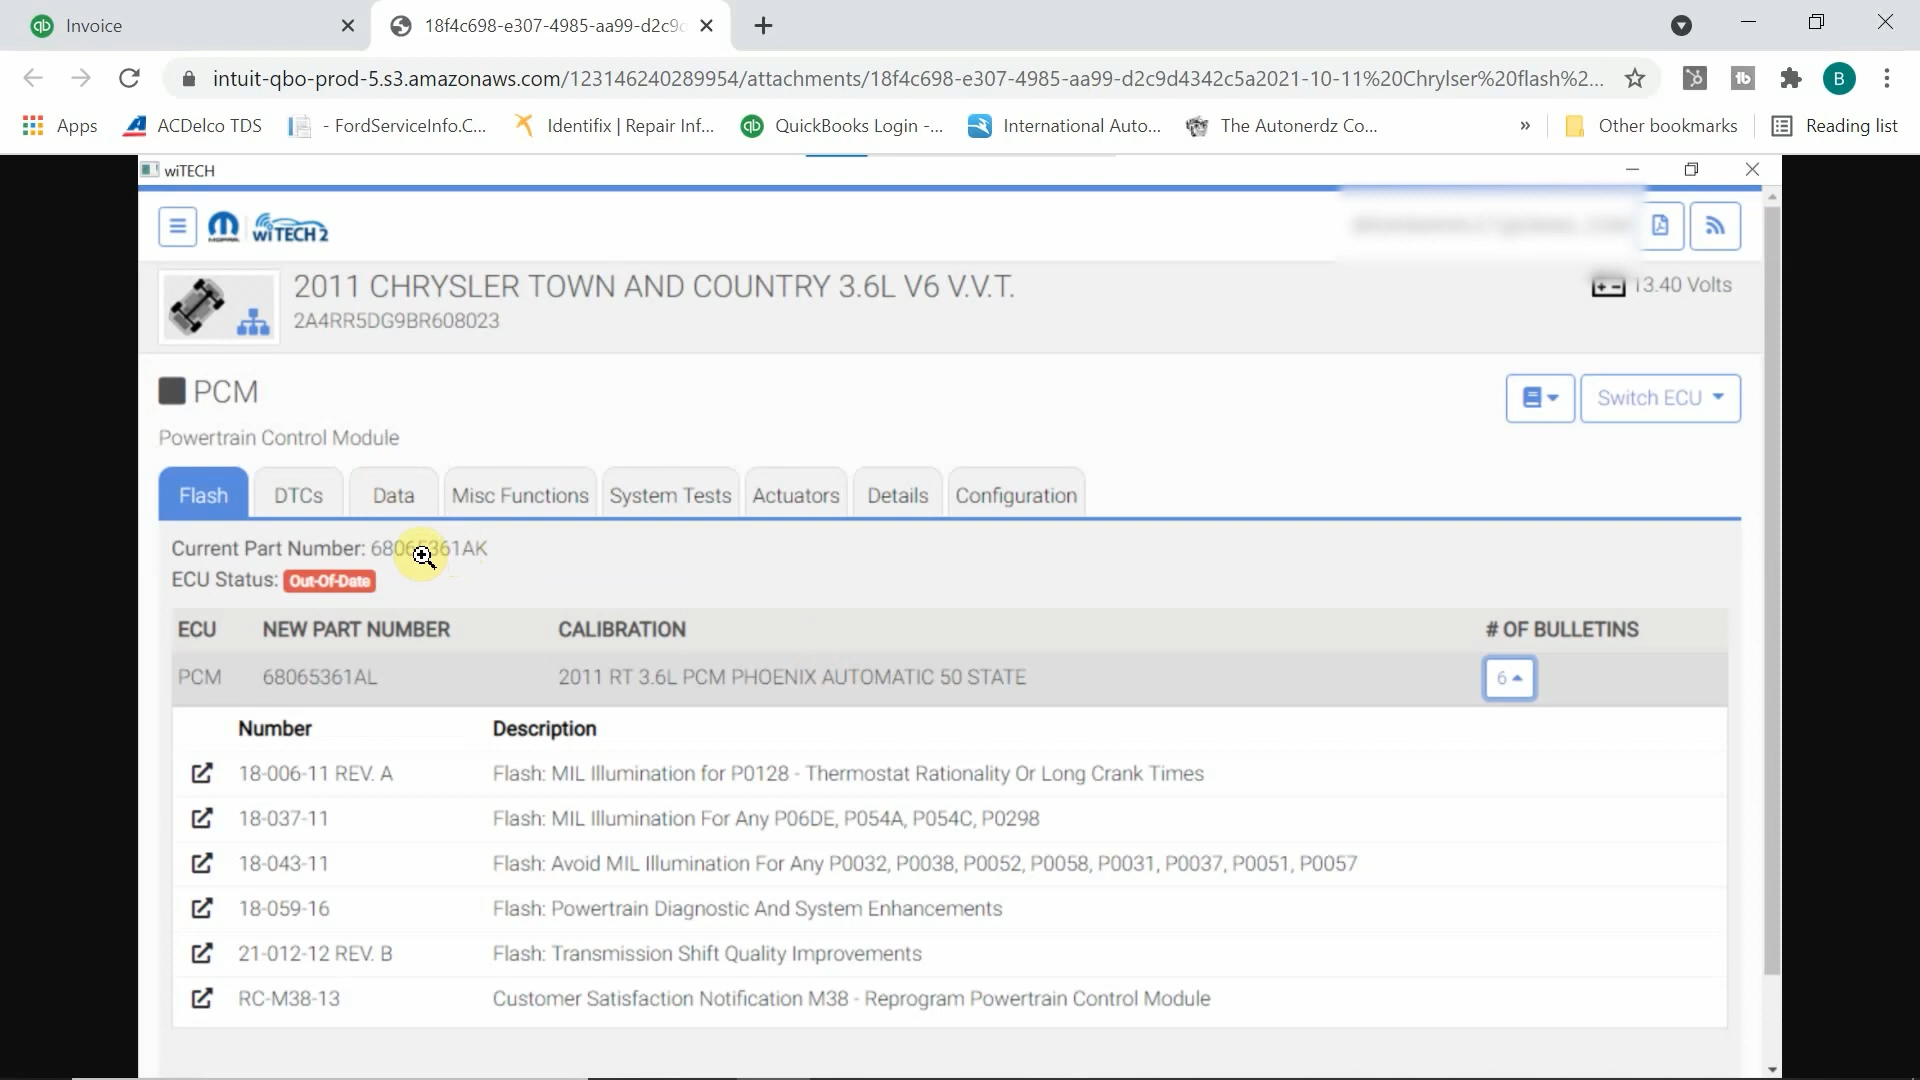 Invoice
18f4c698-e307-4985-aa99-d2c9d
intuit-qbo-prod-5.s3.amazonaws.com/123146240289954/attachments/18f4c698-e307-4985-aa99-d2c9d4342c5a2021-10-11%20Chrylser%20flash%2...
B
Apps
ACDelco TDS
- FordServiceInfo.C...
Identifix | Repair Inf...
QuickBooks Login -...
International Auto...
The Autonerdz Co...
»
Other bookmarks
Reading list
wiTECH
MOPAR
wiTECH 2
2011 CHRYSLER TOWN AND COUNTRY 3.6L V6 V.V.T.
13.40 Volts
2A4RR5DG9BR608023
PCM
Switch ECU
Powertrain Control Module
Flash
DTCs
Data
Misc Functions
System Tests
Actuators
Details
Configuration
Current Part Number: 68065361AK
ECU Status: Out-Of-Date
ECU NEW PART NUMBER CALIBRATION # OF BULLETINS
PCM 68065361AL 2011 RT 3.6L PCM PHOENIX AUTOMATIC 50 STATE 6
Number Description
18-006-11 REV. A Flash: MIL Illumination for P0128 - Thermostat Rationality Or Long Crank Times
18-037-11 Flash: MIL Illumination For Any P06DE, P054A, P054C, P0298
18-043-11 Flash: Avoid MIL Illumination For Any P0032, P0038, P0052, P0058, P0031, P0037, P0051, P0057
18-059-16 Flash: Powertrain Diagnostic And System Enhancements
21-012-12 REV. B Flash: Transmission Shift Quality Improvements
RC-M38-13 Customer Satisfaction Notification M38 - Reprogram Powertrain Control Module